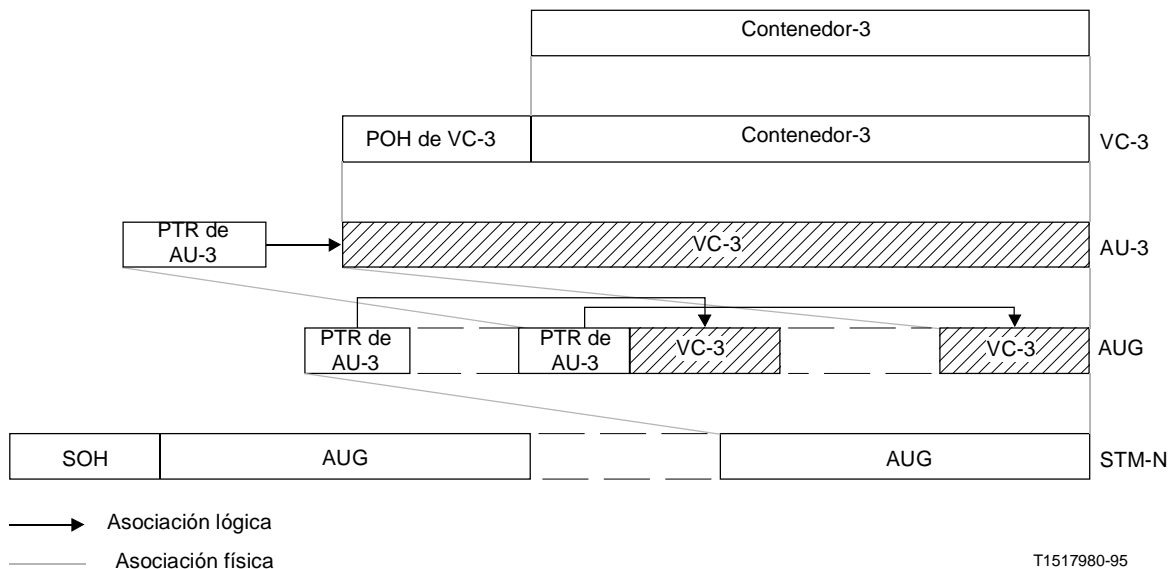 Contenedor-3
POH de VC-3
Contenedor-3
VC-3
PTR de
AU-3
VC-3
AU-3
PTR de
AU-3
PTR de
AU-3
VC-3
VC-3
AUG
SOH
AUG
AUG
STM-N
Asociación lógica
Asociación física
T1517980-95